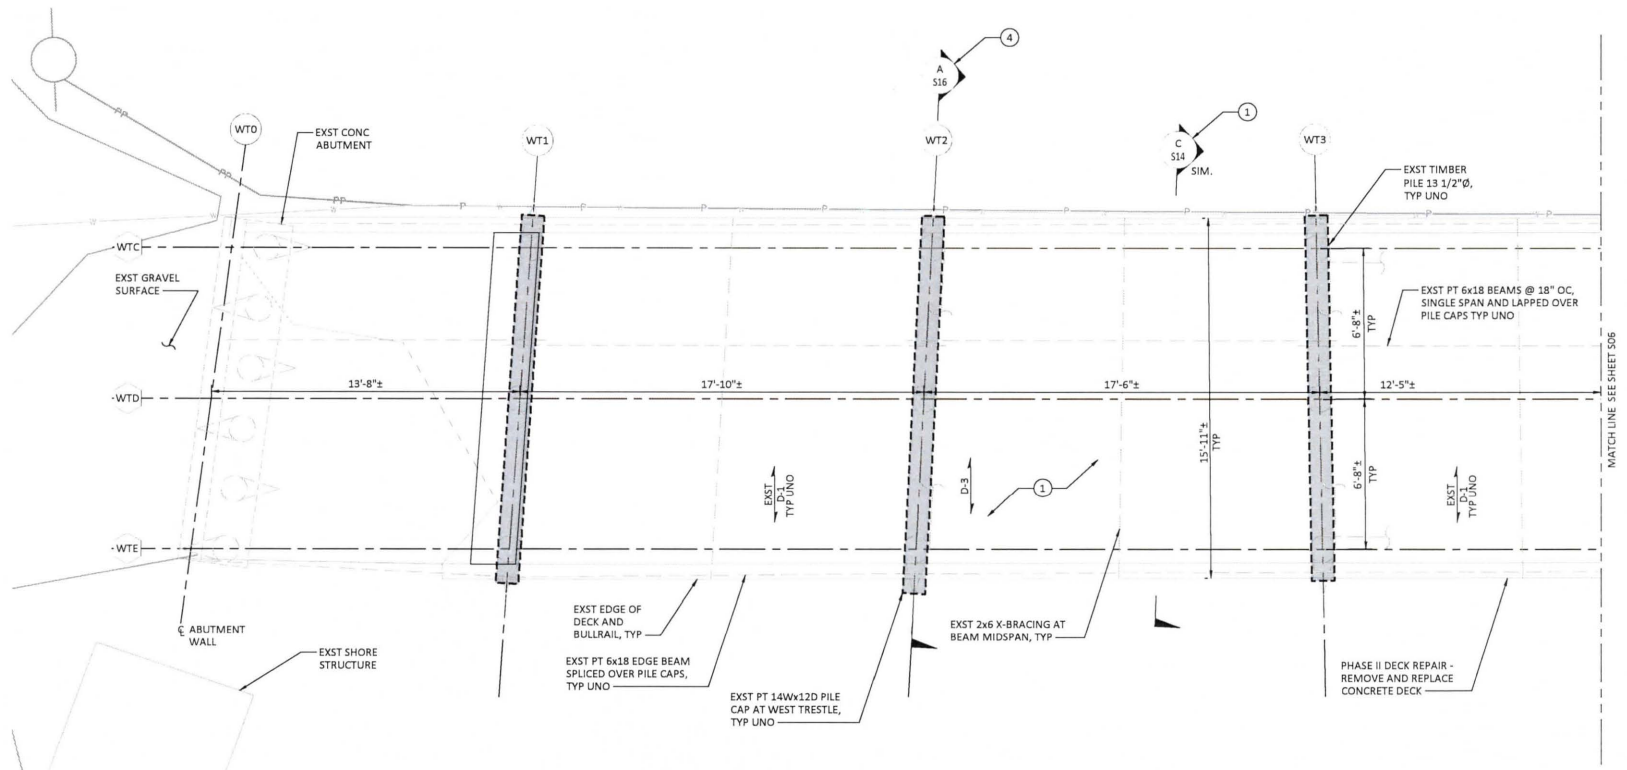 4
A
S16
1
C
S14
SIM.
WT0
WT1
WT2
WT3
PP
PP
PP
P
P
P
P
P
P
P
P
P
P
W
W
W
W
EXST CONC
ABUTMENT
EXST TIMBER
PILE 13 1/2"Ø,
TYP UNO
WTC
EXST GRAVEL
SURFACE
EXST PT 6x18 BEAMS @ 18" OC,
SINGLE SPAN AND LAPPED OVER
PILE CAPS TYP UNO
6'-8"±
TYP
MATCH LINE SEE SHEET S06
WTD
13'-8"±
17'-10"±
17'-6"±
12'-5"±
15'-11"±
TYP
6'-8"±
TYP
EXST
D-1
TYP UNO
D-3
1
EXST
D-1
TYP UNO
WTE
℄ ABUTMENT
WALL
EXST SHORE
STRUCTURE
EXST EDGE OF
DECK AND
BULLRAIL, TYP
EXST PT 6x18 EDGE BEAM
SPLICED OVER PILE CAPS,
TYP UNO
EXST PT 14Wx12D PILE
CAP AT WEST TRESTLE,
TYP UNO
EXST 2x6 X-BRACING AT
BEAM MIDSPAN, TYP
PHASE II DECK REPAIR -
REMOVE AND REPLACE
CONCRETE DECK